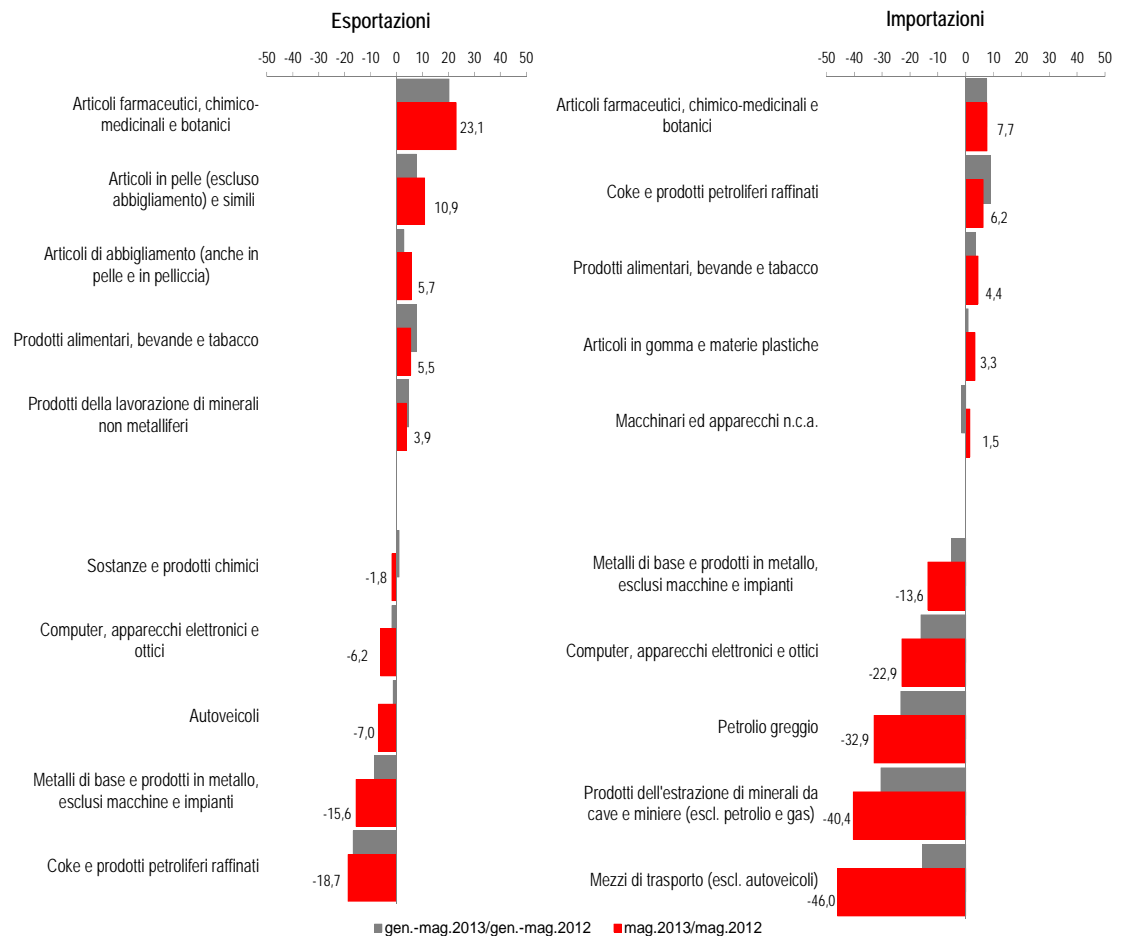 Esportazioni
-50 -40 -30 -20 -10 0 10 20 30 40 50
Articoli farmaceutici, chimico-
medicinali e botanici
23,1
Articoli in pelle (escluso
abbigliamento) e simili
10,9
Articoli di abbigliamento (anche in
pelle e in pelliccia)
5,7
Prodotti alimentari, bevande e tabacco
5,5
Prodotti della lavorazione di minerali
non metalliferi
3,9
Sostanze e prodotti chimici
-1,8
Computer, apparecchi elettronici e
ottici
-6,2
Autoveicoli
-7,0
Metalli di base e prodotti in metallo,
esclusi macchine e impianti
-15,6
Coke e prodotti petroliferi raffinati
-18,7
Importazioni
-50 -40 -30 -20 -10 0 10 20 30 40 50
Articoli farmaceutici, chimico-medicinali e
botanici
7,7
Coke e prodotti petroliferi raffinati
6,2
Prodotti alimentari, bevande e tabacco
4,4
Articoli in gomma e materie plastiche
3,3
Macchinari ed apparecchi n.c.a.
1,5
Metalli di base e prodotti in metallo,
esclusi macchine e impianti
-13,6
Computer, apparecchi elettronici e ottici
-22,9
Petrolio greggio
-32,9
Prodotti dell'estrazione di minerali da
cave e miniere (escl. petrolio e gas)
-40,4
Mezzi di trasporto (escl. autoveicoli)
-46,0
gen.-mag.2013/gen.-mag.2012 mag.2013/mag.2012